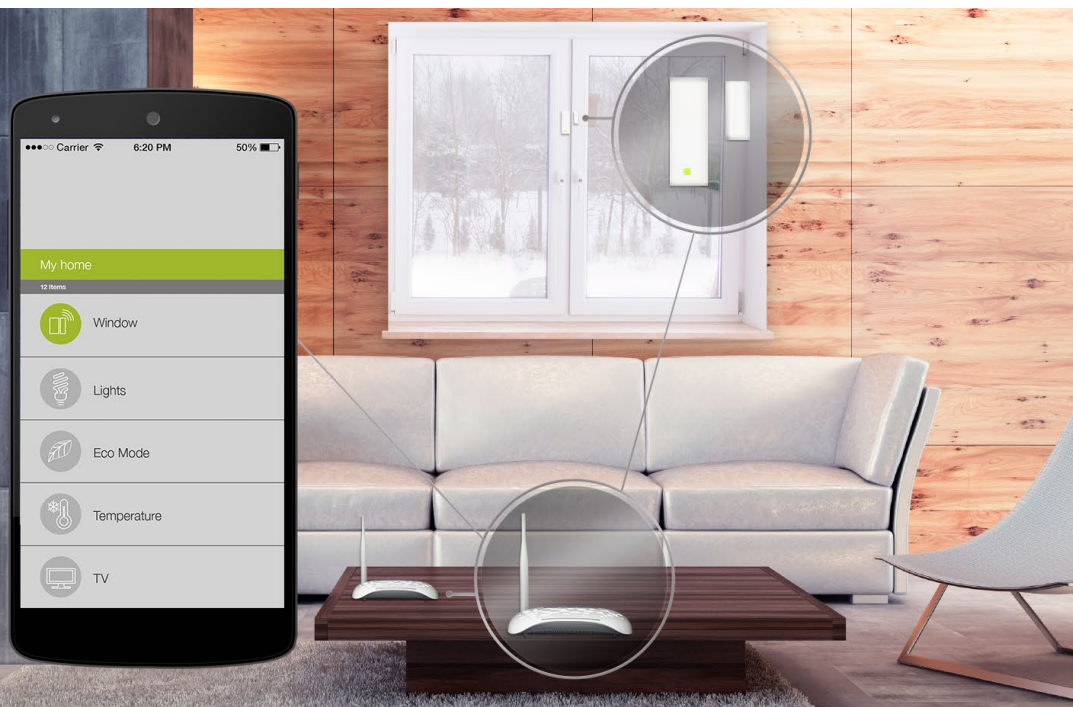 Carrier 6:20 PM 50%
My home
12 Items
Window
Lights
Eco Mode
Temperature
TV